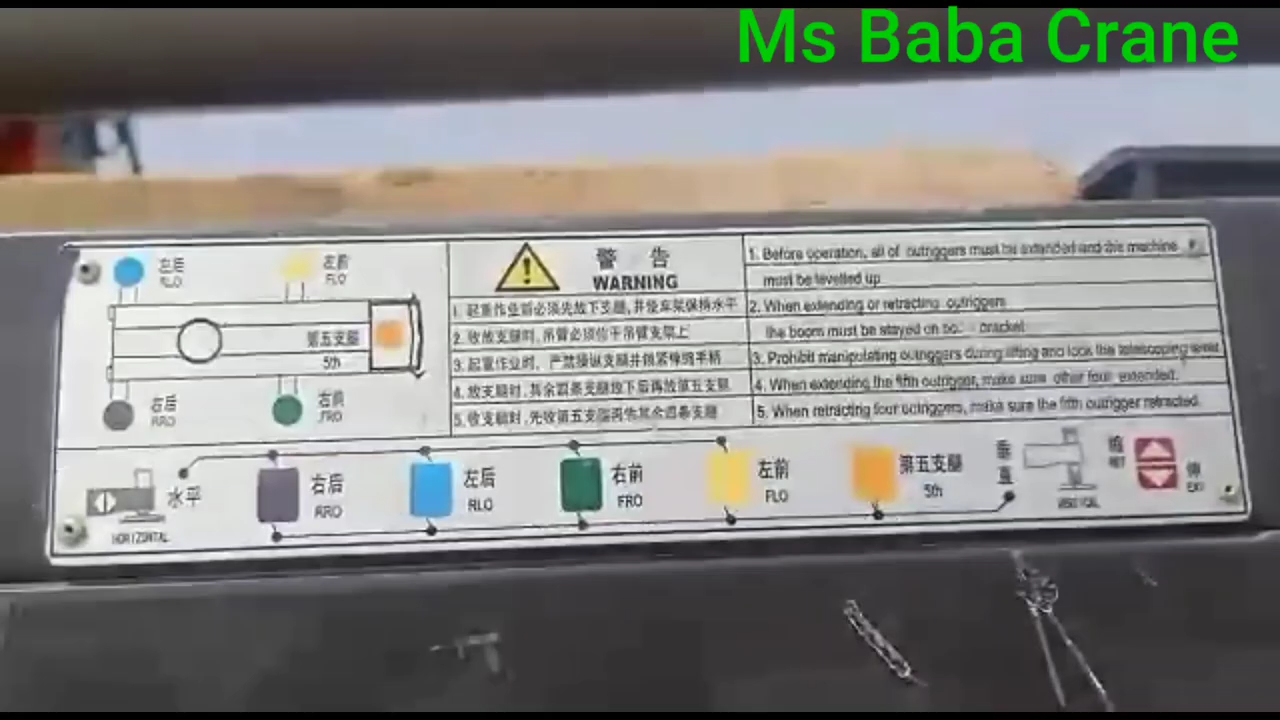 Ms Baba Crane
左后
RLO
左前
FLO
第五支腿
5th
右后
RRO
右前
FRO
警 告
WARNING
1. 起重作业前必须先放下支腿,并使车架保持水平
2. 收放支腿时, 吊臂必须位于吊臂支架上
3. 起重作业时, 严禁操纵支腿并锁紧伸缩手柄
4. 放支腿时, 其余四条支腿放下后再放第五支腿
5. 收支腿时, 先收第五支腿再收其余四条支腿
1. Before operation, all of outriggers must be extended and the machine
must be levelled up
2. When extending or retracting outriggers
the boom must be stayed on bracket
3. Prohibit manipulating outriggers during lifting and lock the telescoping lever
4. When extending the fifth outrigger, make sure other four extended.
5. When retracting four outriggers, make sure the fifth outrigger retracted.
水平
HORIZONTAL
右后
RRO
左后
RLO
右前
FRO
左前
FLO
第五支腿
5th
垂直
缩
RET
伸
EXT